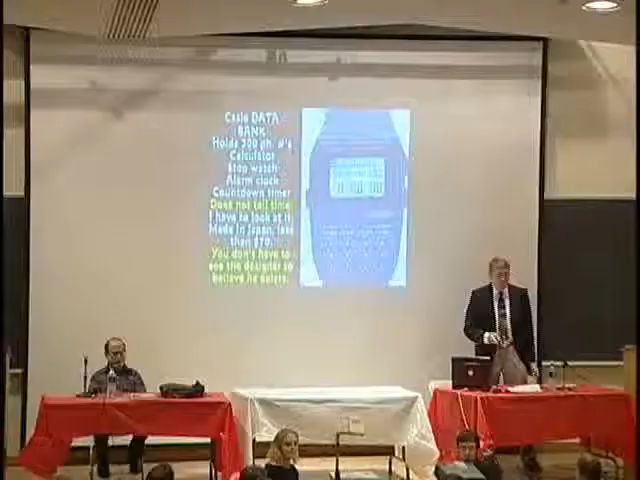 Casio DATA
BANK
Holds 300 ph. #'s
Calculator
Stop watch
Alarm clock
Countdown timer
Does not tell time
I have to look at it
Made in Japan, less
than $70.
You don't have to
see the designer to
believe he exists